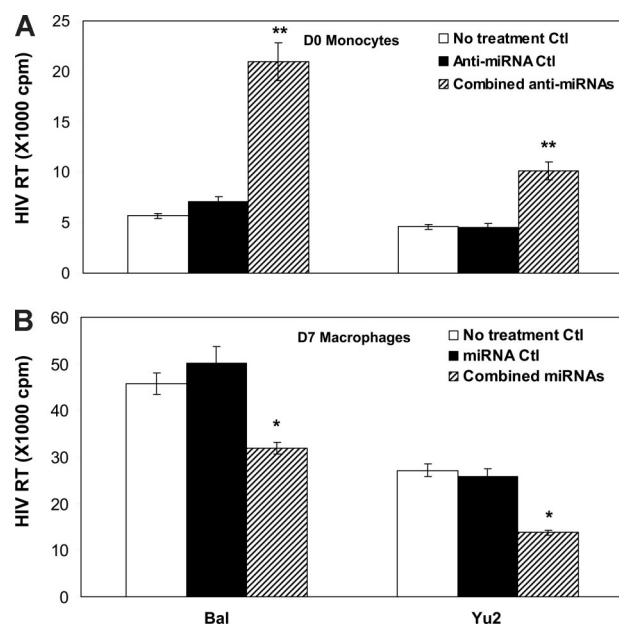 A
D0 Monocytes
No treatment Ctl
Anti-miRNA Ctl
Combined anti-miRNAs
HIV RT (X1000 cpm)
25
20
15
10
5
0
**
**
B
D7 Macrophages
No treatment Ctl
miRNA Ctl
Combined miRNAs
HIV RT (X1000 cpm)
60
50
40
30
20
10
0
*
*
Bal
Yu2